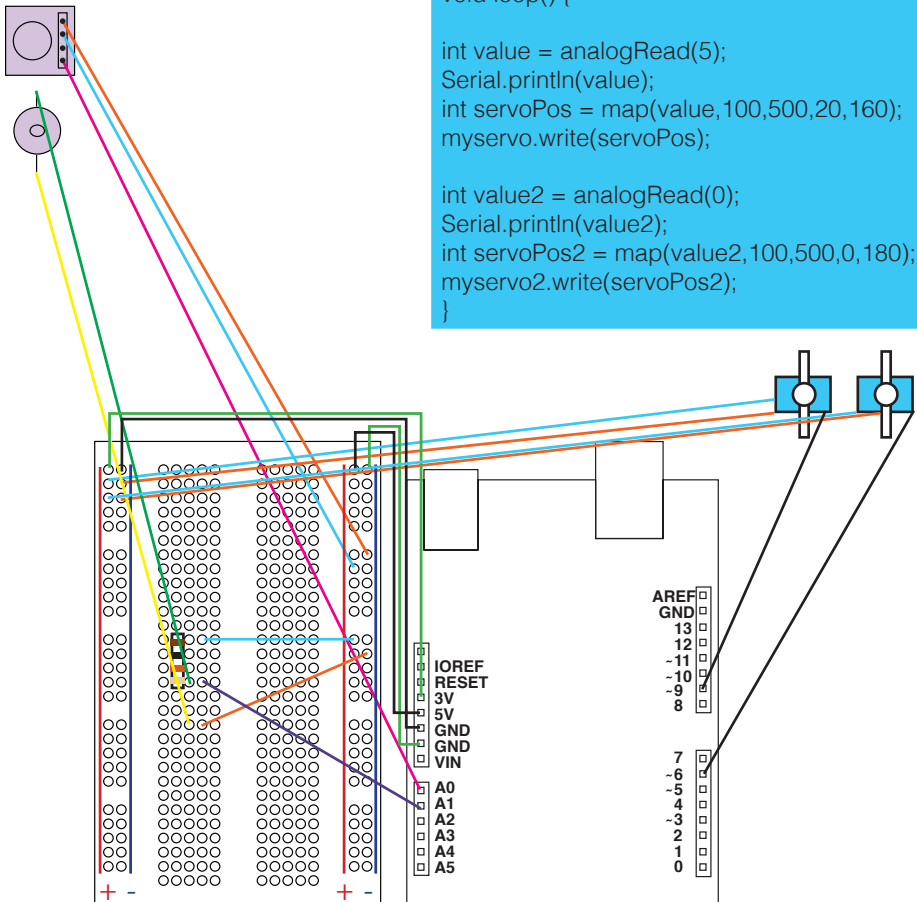 void loop() {
int value = analogRead(5);
Serial.println(value);
int servoPos = map(value,100,500,20,160);
myservo.write(servoPos);
int value2 = analogRead(0);
Serial.println(value2);
int servoPos2 = map(value2,100,500,0,180);
myservo2.write(servoPos2);
}
IOREF
RESET
3V
5V
GND
GND
VIN
A0
A1
A2
A3
A4
A5
AREF
GND
13
12
~11
~10
~9
8
7
~6
~5
4
~3
2
1
0
+ -
+ -